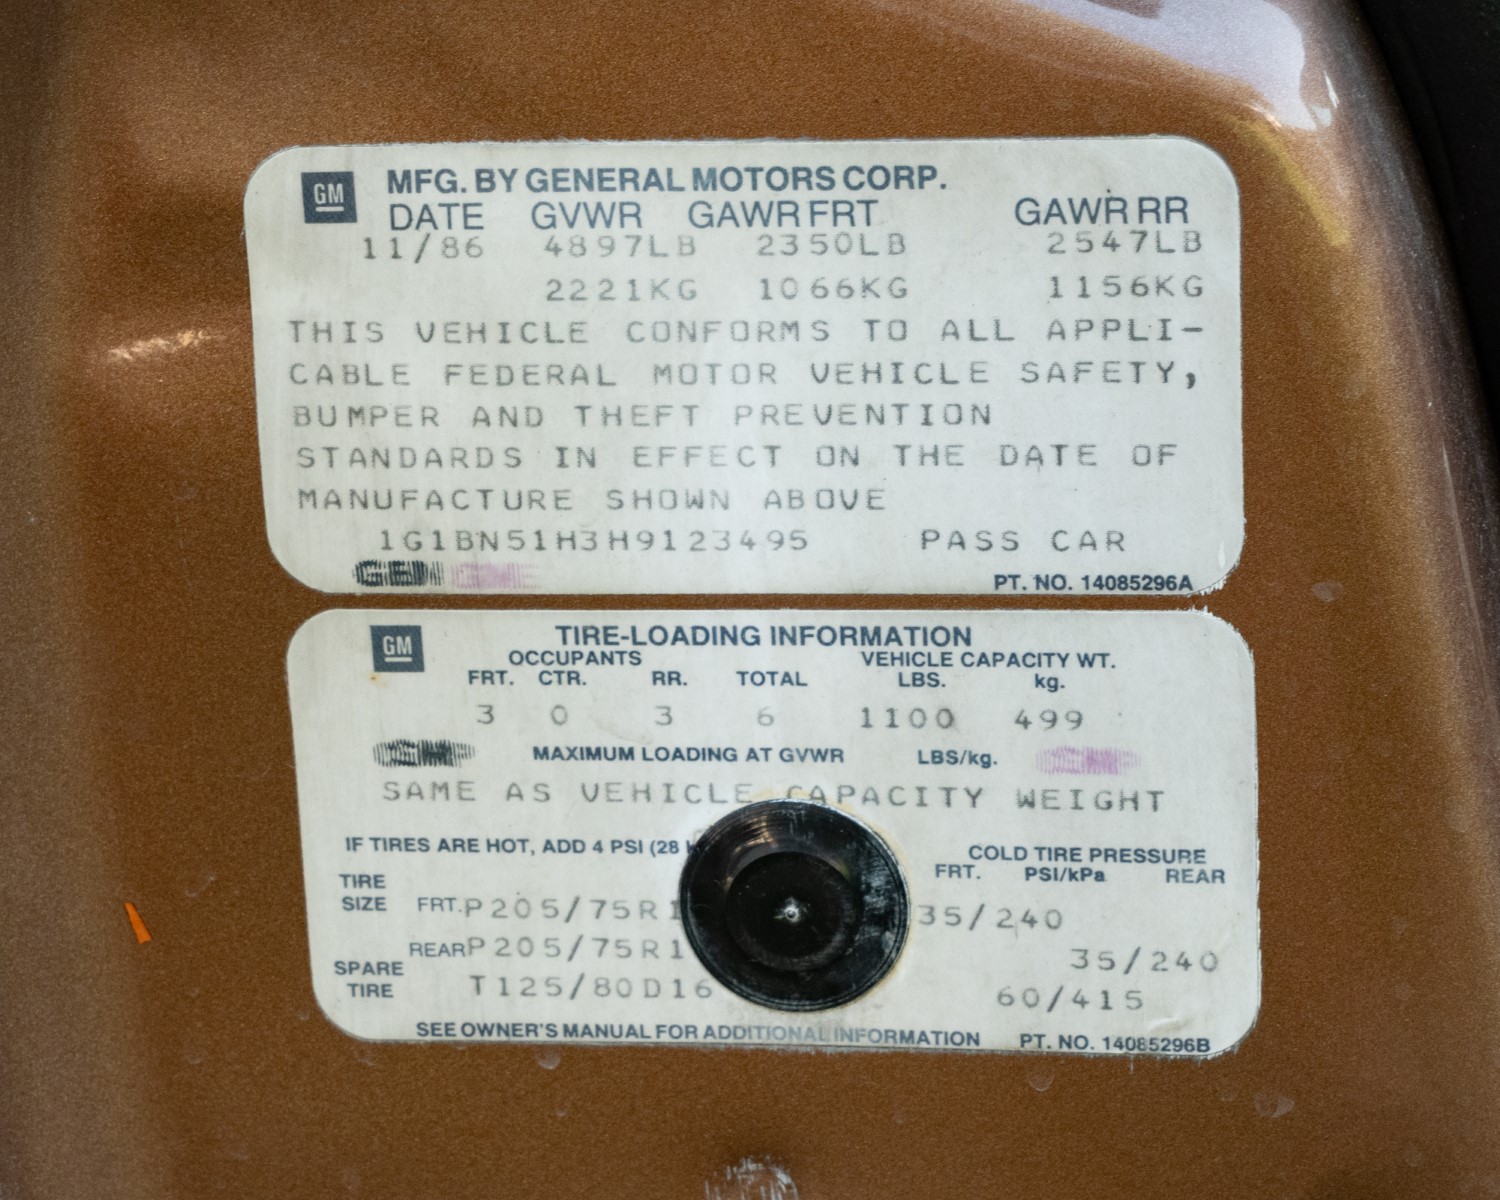 GM MFG. BY GENERAL MOTORS CORP.
DATE GVWR GAWR FRT GAWR RR
11/86 4897LB 2350LB 2547LB
2221KG 1066KG 1156KG
THIS VEHICLE CONFORMS TO ALL APPLI-
CABLE FEDERAL MOTOR VEHICLE SAFETY,
BUMPER AND THEFT PREVENTION
STANDARDS IN EFFECT ON THE DATE OF
MANUFACTURE SHOWN ABOVE
1G1BN51H3H9123495 PASS CAR
PT. NO. 14085296A
GM TIRE-LOADING INFORMATION
OCCUPANTS VEHICLE CAPACITY WT.
FRT. CTR. RR. TOTAL LBS. kg.
3 0 3 6 1100 499
MAXIMUM LOADING AT GVWR LBS/kg.
SAME AS VEHICLE CAPACITY WEIGHT
IF TIRES ARE HOT, ADD 4 PSI (28
COLD TIRE PRESSURE
FRT. PSI/kPa REAR
TIRE SIZE FRT. P205/75R1 35/240
REAR P205/75R1 35/240
SPARE TIRE T125/80D16 60/415
SEE OWNER'S MANUAL FOR ADDITIONAL INFORMATION PT. NO. 14085296B